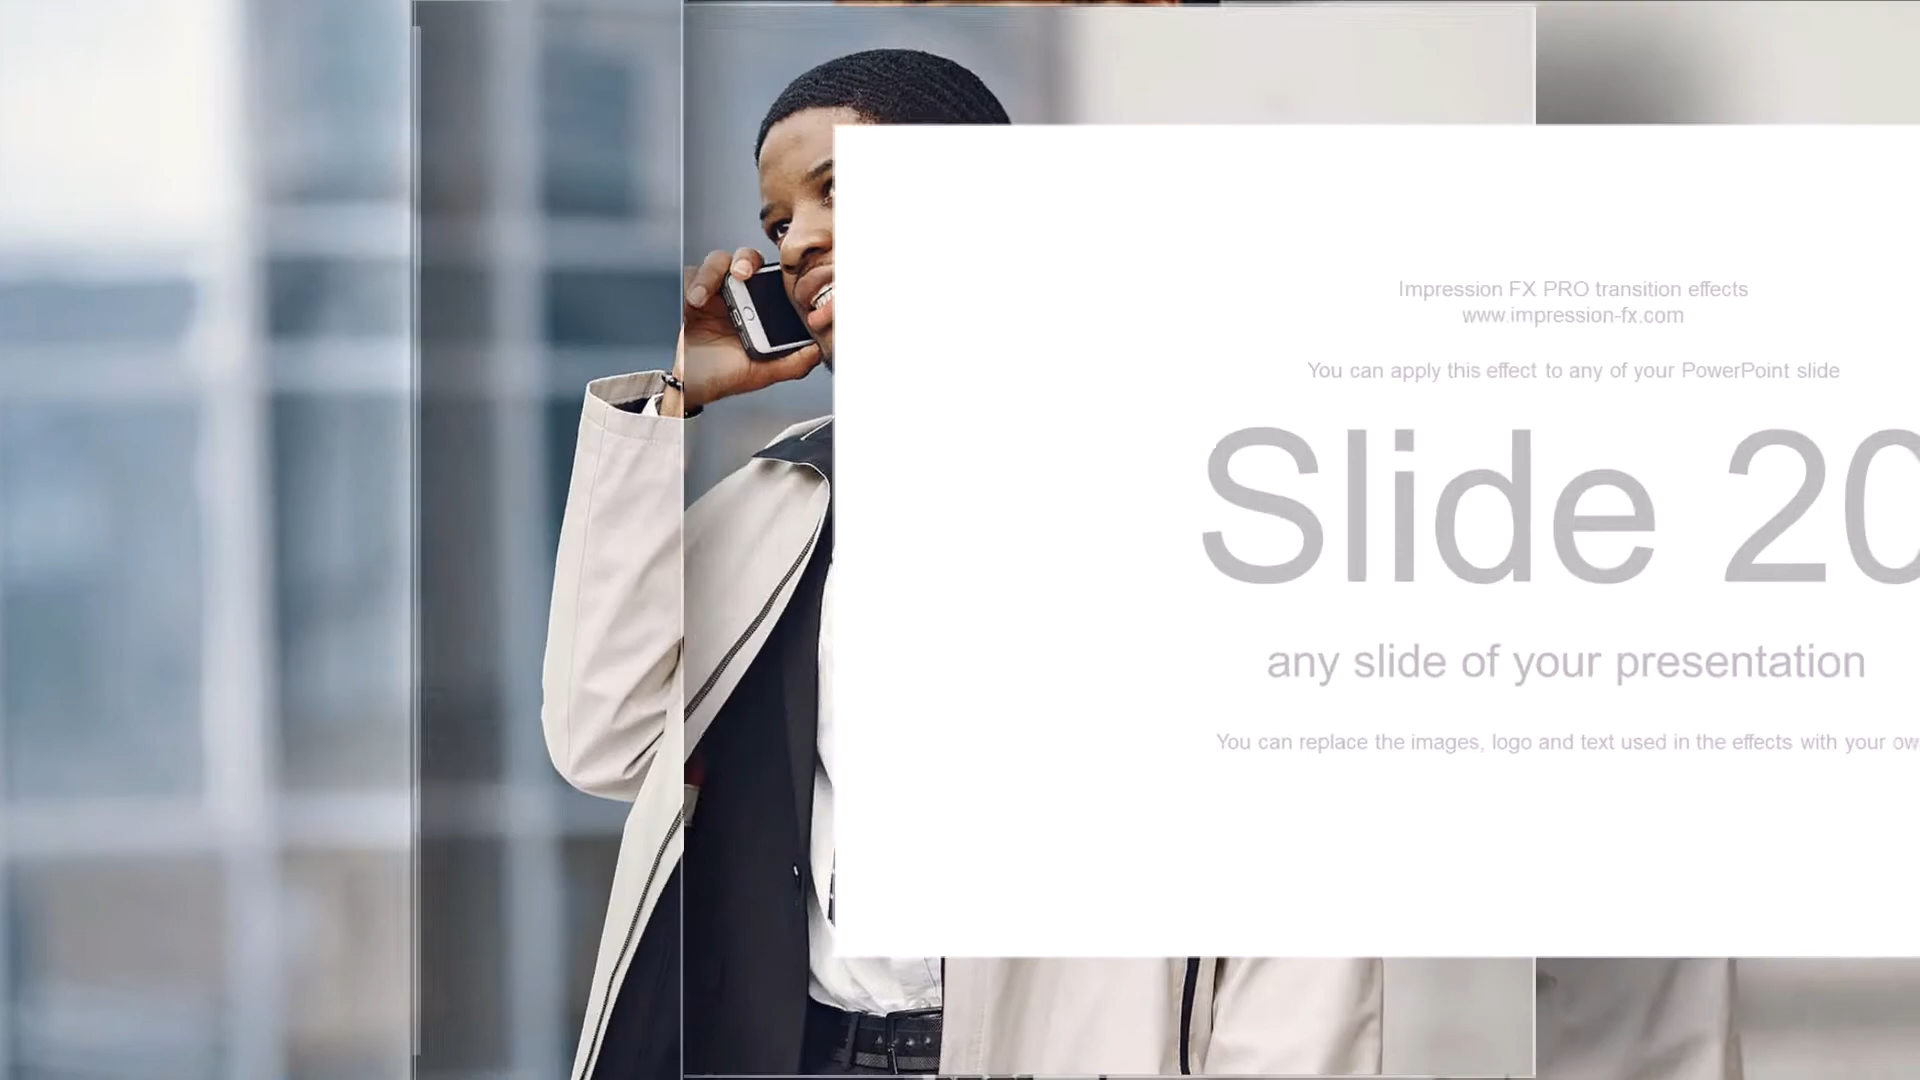 Impression FX PRO transition effects
www.impression-fx.com
You can apply this effect to any of your PowerPoint slide
Slide 20
any slide of your presentation
You can replace the images, logo and text used in the effects with your